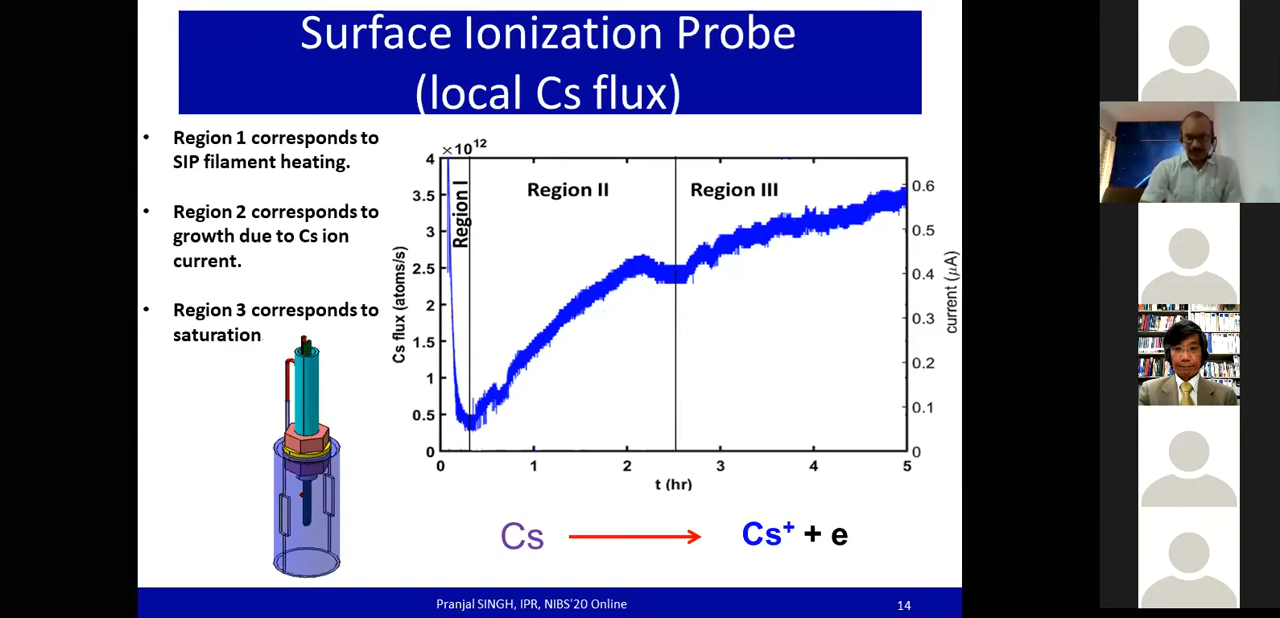 Surface Ionization Probe
(local Cs flux)
• Region 1 corresponds to
SIP filament heating.
• Region 2 corresponds to
growth due to Cs ion
current.
• Region 3 corresponds to
saturation
×10¹²
4
3.5
3
2.5
2
1.5
1
0.5
0
Cs flux (atoms/s)
Region I
Region II
Region III
0.6
0.5
0.4
0.3
0.2
0.1
0
current (μA)
0 1 2 3 4 5
t (hr)
Cs Cs⁺ + e
Pranjal SINGH, IPR, NIBS'20 Online
14